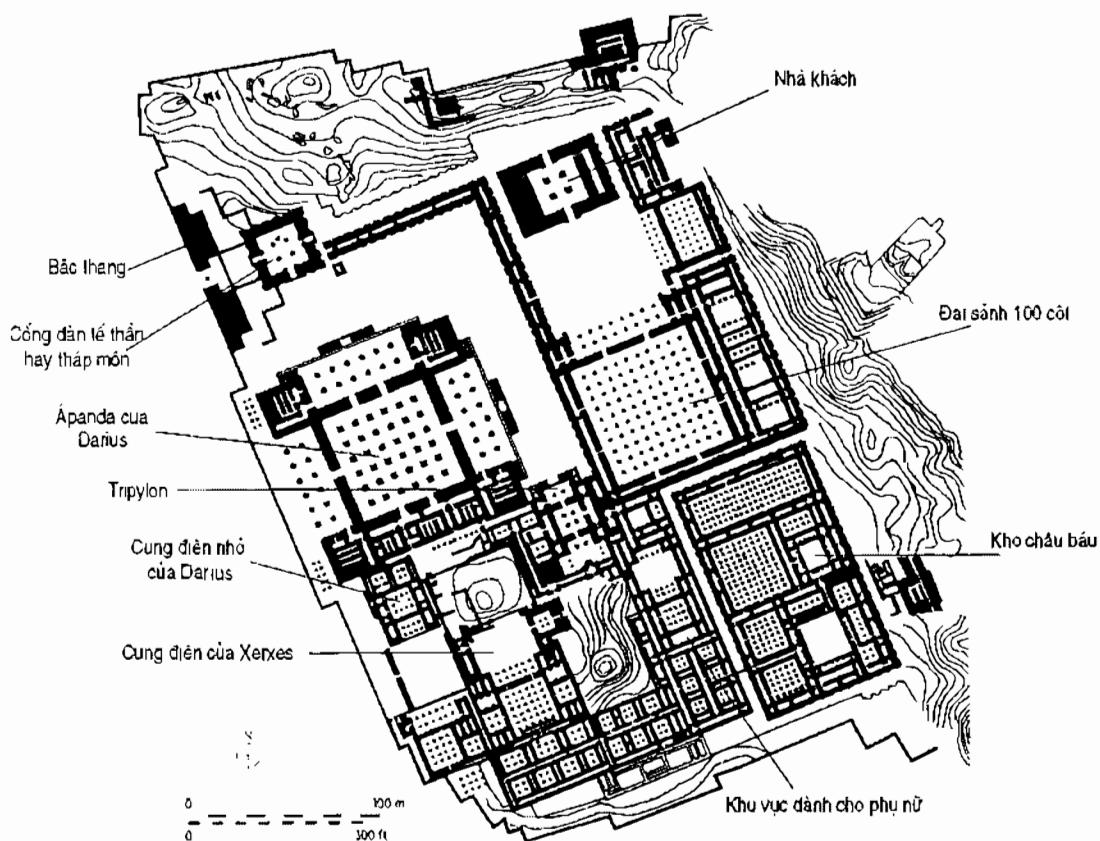 Nhà khách
Bậc thang
Cổng đàn tế thần
hay tháp môn
Đại sảnh 100 cột
Apanda cua
Darius
Tripylon
Cung điện nhỏ
của Darius
Kho châu báu
Cung điện của Xerxes
0 100 m
0 300 ft
Khu vực dành cho phụ nữ